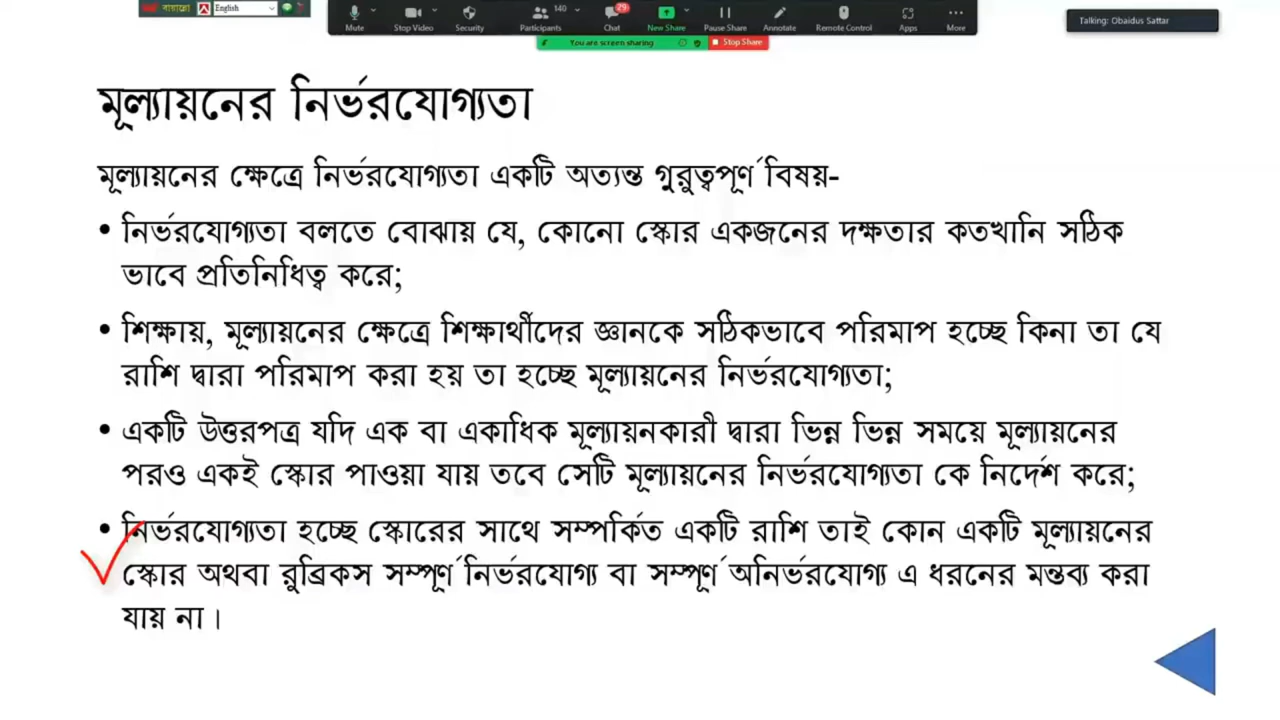 English
140
29
Mute
Stop Video
Security
Participants
Chat
New Share
Pause Share
Annotate
Remote Control
Apps
More
Talking: Obaidus Sattar
You are screen sharing
Stop Share
মূল্যায়নের নির্ভরযোগ্যতা
মূল্যায়নের ক্ষেত্রে নির্ভরযোগ্যতা একটি অত্যন্ত গুরুত্বপূর্ণ বিষয়-
• নির্ভরযোগ্যতা বলতে বোঝায় যে, কোনো স্কোর একজনের দক্ষতার কতখানি সঠিক
ভাবে প্রতিনিধিত্ব করে;
• শিক্ষায়, মূল্যায়নের ক্ষেত্রে শিক্ষার্থীদের জ্ঞানকে সঠিকভাবে পরিমাপ হচ্ছে কিনা তা যে
রাশি দ্বারা পরিমাপ করা হয় তা হচ্ছে মূল্যায়নের নির্ভরযোগ্যতা;
• একটি উত্তরপত্র যদি এক বা একাধিক মূল্যায়নকারী দ্বারা ভিন্ন ভিন্ন সময়ে মূল্যায়নের
পরও একই স্কোর পাওয়া যায় তবে সেটি মূল্যায়নের নির্ভরযোগ্যতা কে নির্দেশ করে;
• নির্ভরযোগ্যতা হচ্ছে স্কোরের সাথে সম্পর্কিত একটি রাশি তাই কোন একটি মূল্যায়নের
স্কোর অথবা রুব্রিকস সম্পূর্ণ নির্ভরযোগ্য বা সম্পূর্ণ অনির্ভরযোগ্য এ ধরনের মন্তব্য করা
যায় না।